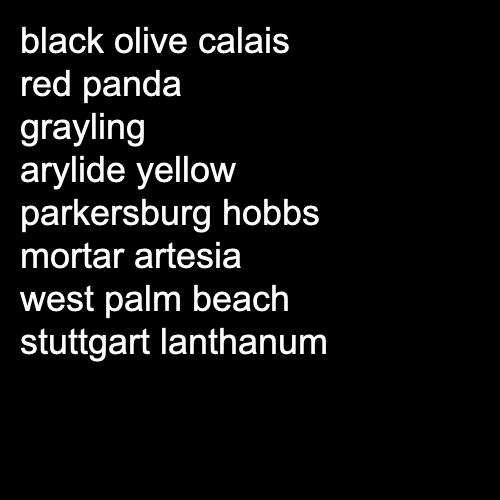 black olive calais
red panda
grayling
arylide yellow
parkersburg hobbs
mortar artesia
west palm beach
stuttgart lanthanum